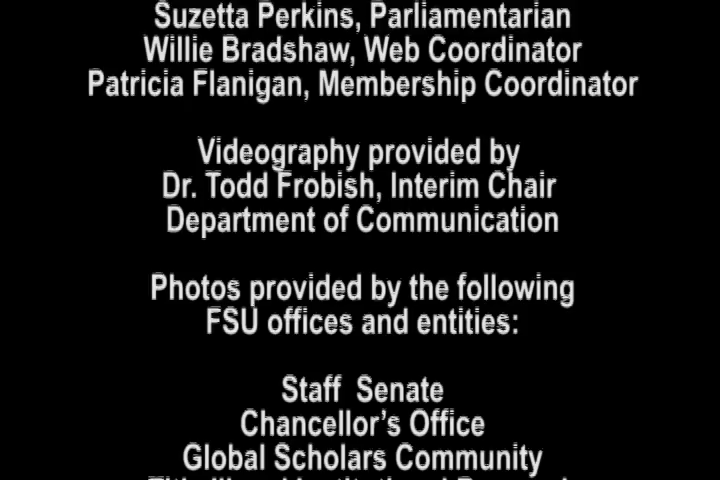 Suzetta Perkins, Parliamentarian
Willie Bradshaw, Web Coordinator
Patricia Flanigan, Membership Coordinator
Videography provided by
Dr. Todd Frobish, Interim Chair
Department of Communication
Photos provided by the following
FSU offices and entities:
Staff Senate
Chancellor's Office
Global Scholars Community